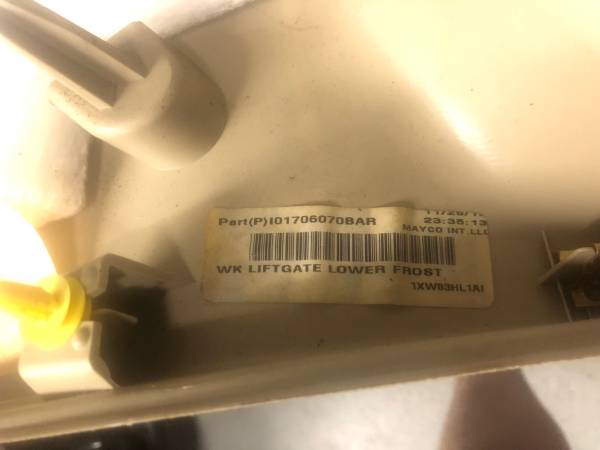 Part(P)I01706070BAR
23:35:13
MAYCO INT.LLC
WK LIFTGATE LOWER FROST
1XW83HL1AI